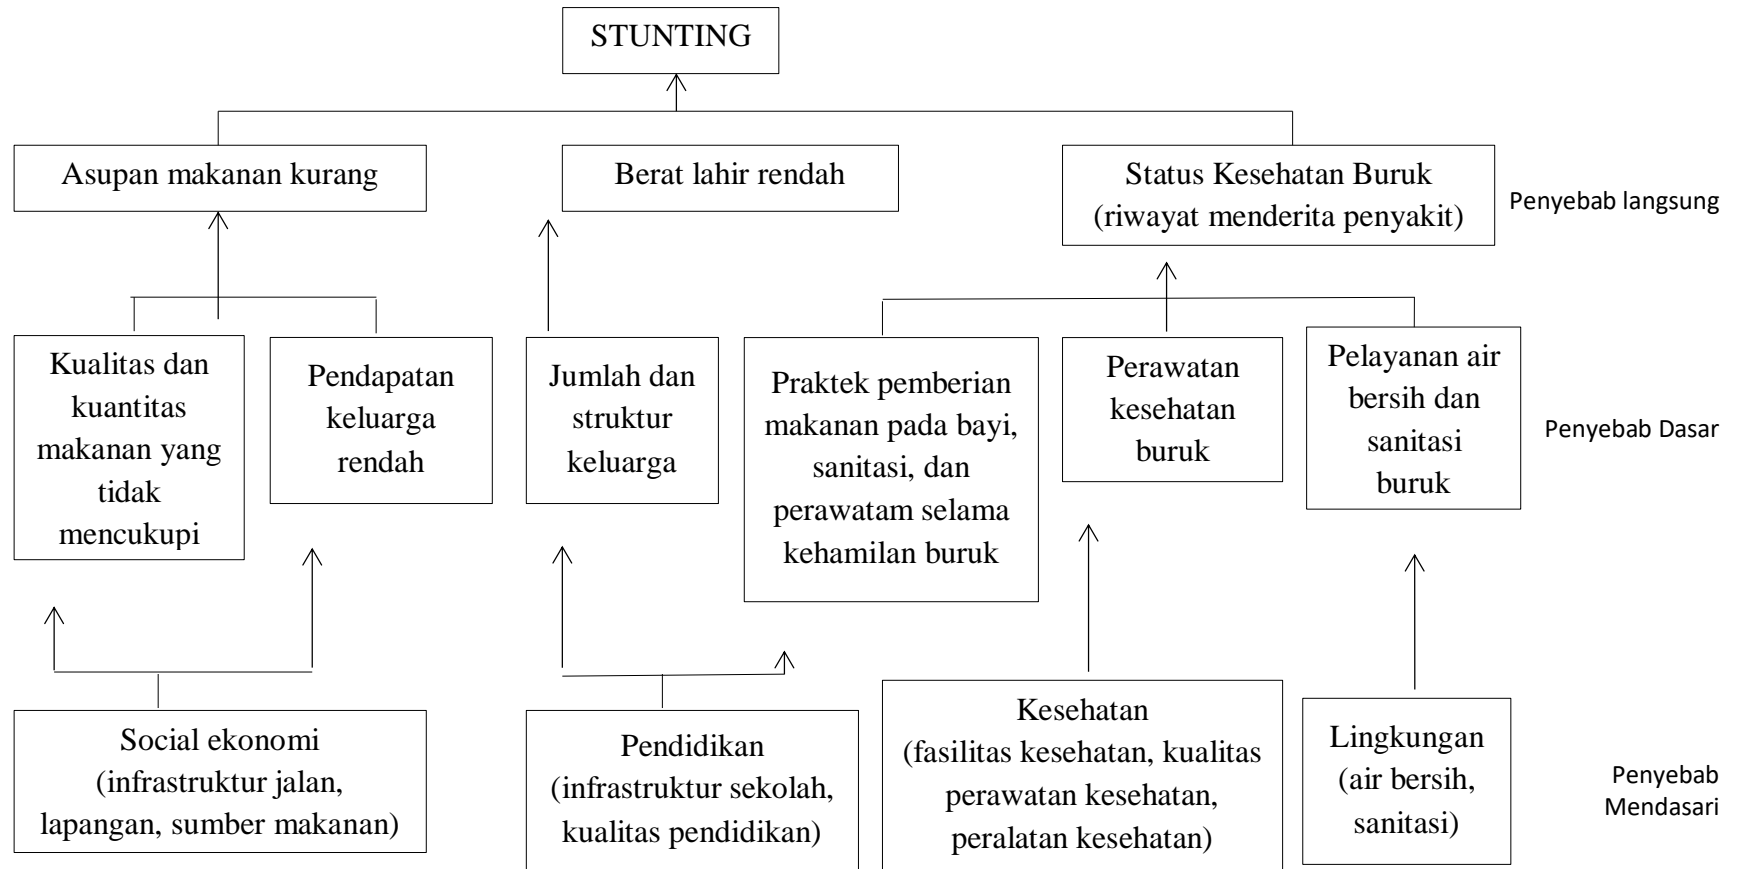 STUNTING
Asupan makanan kurang
Berat lahir rendah
Status Kesehatan Buruk
(riwayat menderita penyakit)
Penyebab langsung
Kualitas dan
kuantitas
makanan yang
tidak
mencukupi
Pendapatan
keluarga
rendah
Jumlah dan
struktur
keluarga
Praktek pemberian
makanan pada bayi,
sanitasi, dan
perawatam selama
kehamilan buruk
Perawatan
kesehatan
buruk
Pelayanan air
bersih dan
sanitasi
buruk
Penyebab Dasar
Social ekonomi
(infrastruktur jalan,
lapangan, sumber makanan)
Pendidikan
(infrastruktur sekolah,
kualitas pendidikan)
Kesehatan
(fasilitas kesehatan, kualitas
perawatan kesehatan,
peralatan kesehatan)
Lingkungan
(air bersih,
sanitasi)
Penyebab
Mendasari